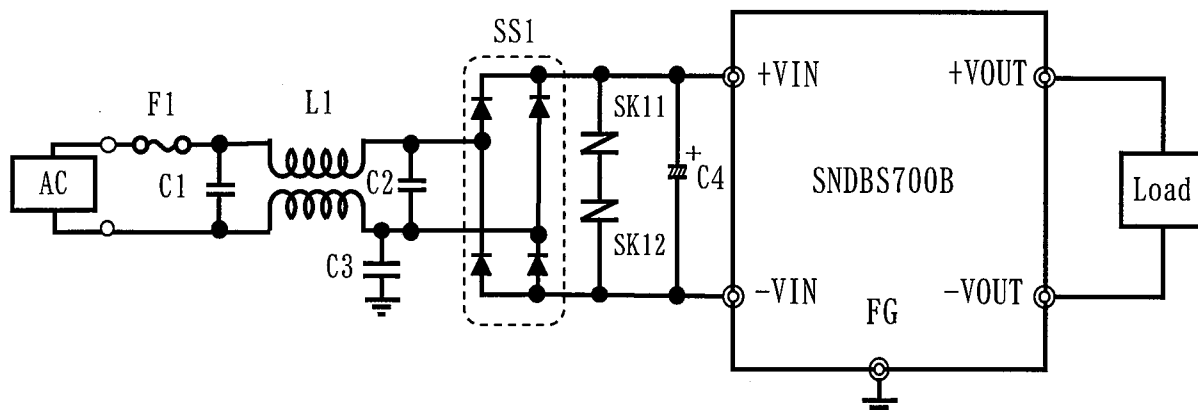 SS1
+VIN
+VOUT
F1
L1
SK11
AC
C1
C2
+
C4
SNDBS700B
Load
SK12
C3
-VIN
-VOUT
FG